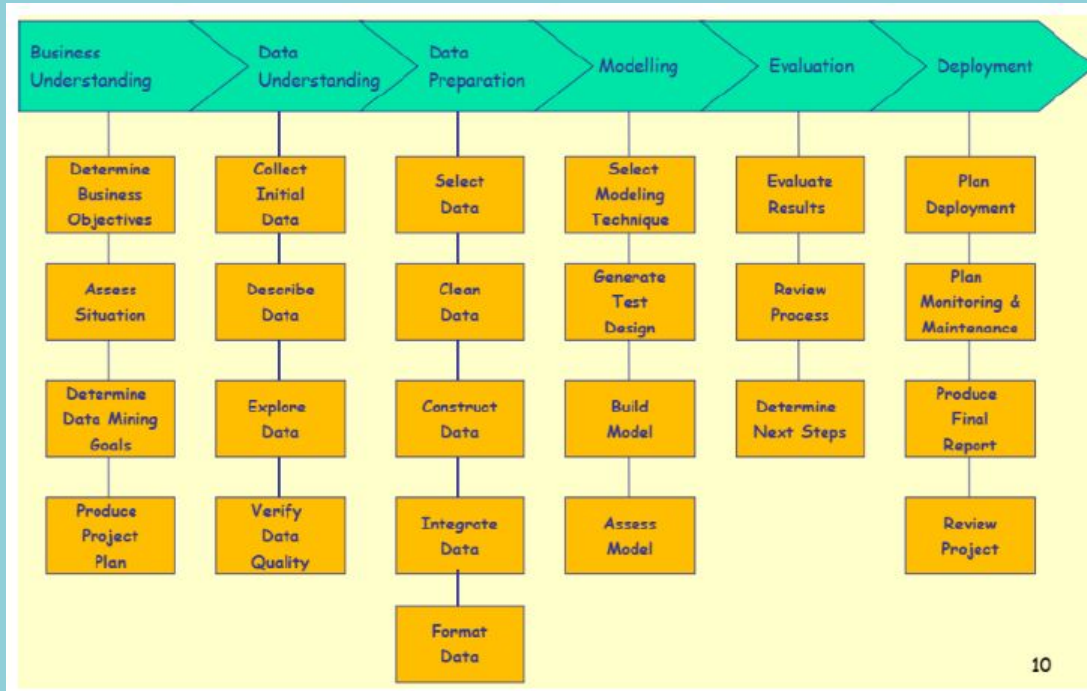 Business
Understanding
Data
Understanding
Data
Preparation
Modelling
Evaluation
Deployment
Determine
Business
Objectives
Assess
Situation
Determine
Data Mining
Goals
Produce
Project
Plan
Collect
Initial
Data
Describe
Data
Explore
Data
Verify
Data
Quality
Select
Data
Clean
Data
Construct
Data
Integrate
Data
Format
Data
Select
Modeling
Technique
Generate
Test
Design
Build
Model
Assess
Model
Evaluate
Results
Review
Process
Determine
Next Steps
Plan
Deployment
Plan
Monitoring &
Maintenance
Produce
Final
Report
Review
Project
10